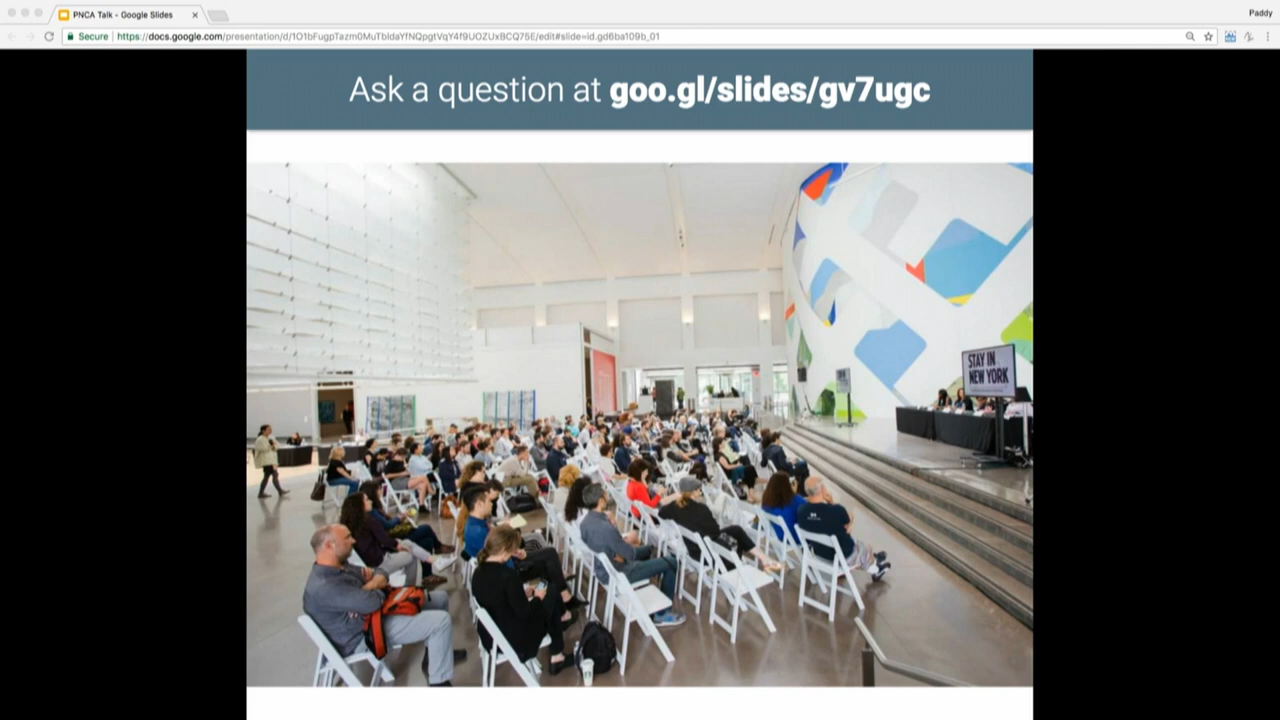 PNCA Talk - Google Slides
Paddy
Secure https://docs.google.com/presentation/d/1O1bFugpTazm0MuTbldaYfNQpgtVqY4f9UOZUxBCQ75E/edit#slide=id.gd6ba109b_01
Ask a question at goo.gl/slides/gv7ugc
STAY IN
NEW YORK